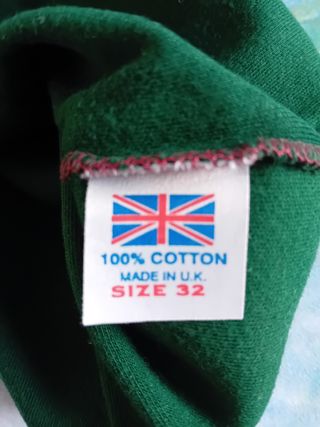 100% COTTON
MADE IN U.K.
SIZE 32